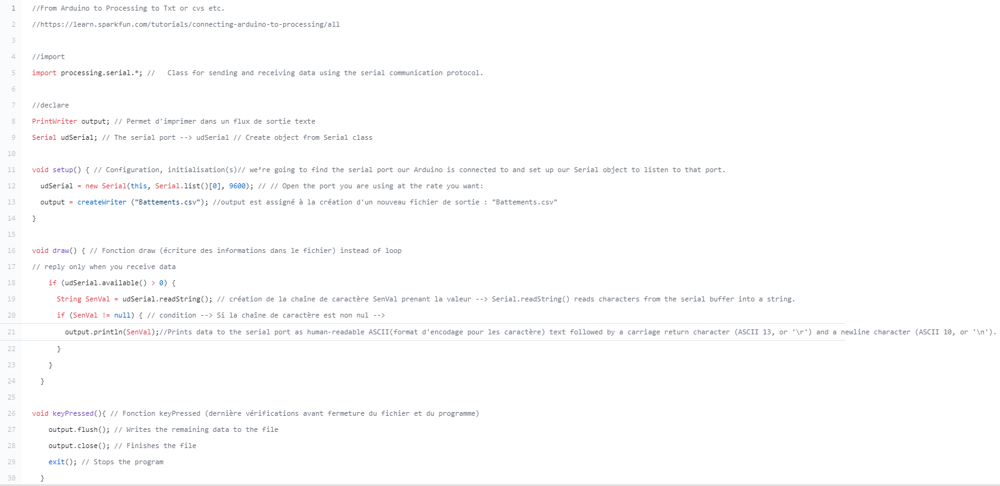 1 //From Arduino to Processing to Txt or cvs etc.
2 //https://learn.sparkfun.com/tutorials/connecting-arduino-to-processing/all
3
4 //import
5 import processing.serial.*; //   Class for sending and receiving data using the serial communication protocol.
6
7 //declare
8 PrintWriter output; // Permet d'imprimer dans un flux de sortie texte
9 Serial udSerial; // The serial port --> udSerial // Create object from Serial class
10
11 void setup() { // Configuration, initialisation(s)// we’re going to find the serial port our Arduino is connected to and set up our Serial object to listen to that port.
12   udSerial = new Serial(this, Serial.list()[0], 9600); // // Open the port you are using at the rate you want:
13   output = createWriter ("Battements.csv"); //output est assigné à la création d'un nouveau fichier de sortie : "Battements.csv"
14 }
15
16 void draw() { // Fonction draw (écriture des informations dans le fichier) instead of loop
17 // reply only when you receive data
18     if (udSerial.available() > 0) {
19       String SenVal = udSerial.readString(); // création de la chaîne de caractère SenVal prenant la valeur --> Serial.readString() reads characters from the serial buffer into a string.
20       if (SenVal != null) { // condition --> Si la chaîne de caractère est non nul -->
21         output.println(SenVal);//Prints data to the serial port as human-readable ASCII(format d'encodage pour les caractère) text followed by a carriage return character (ASCII 13, or '\r') and a newline character (ASCII 10, or '\n').
22       }
23     }
24   }
25
26 void keyPressed(){ // Fonction keyPressed (dernière vérifications avant fermeture du fichier et du programme)
27     output.flush(); // Writes the remaining data to the file
28     output.close(); // Finishes the file
29     exit(); // Stops the program
30   }